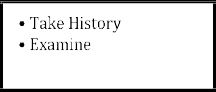 • Take History
• Examine